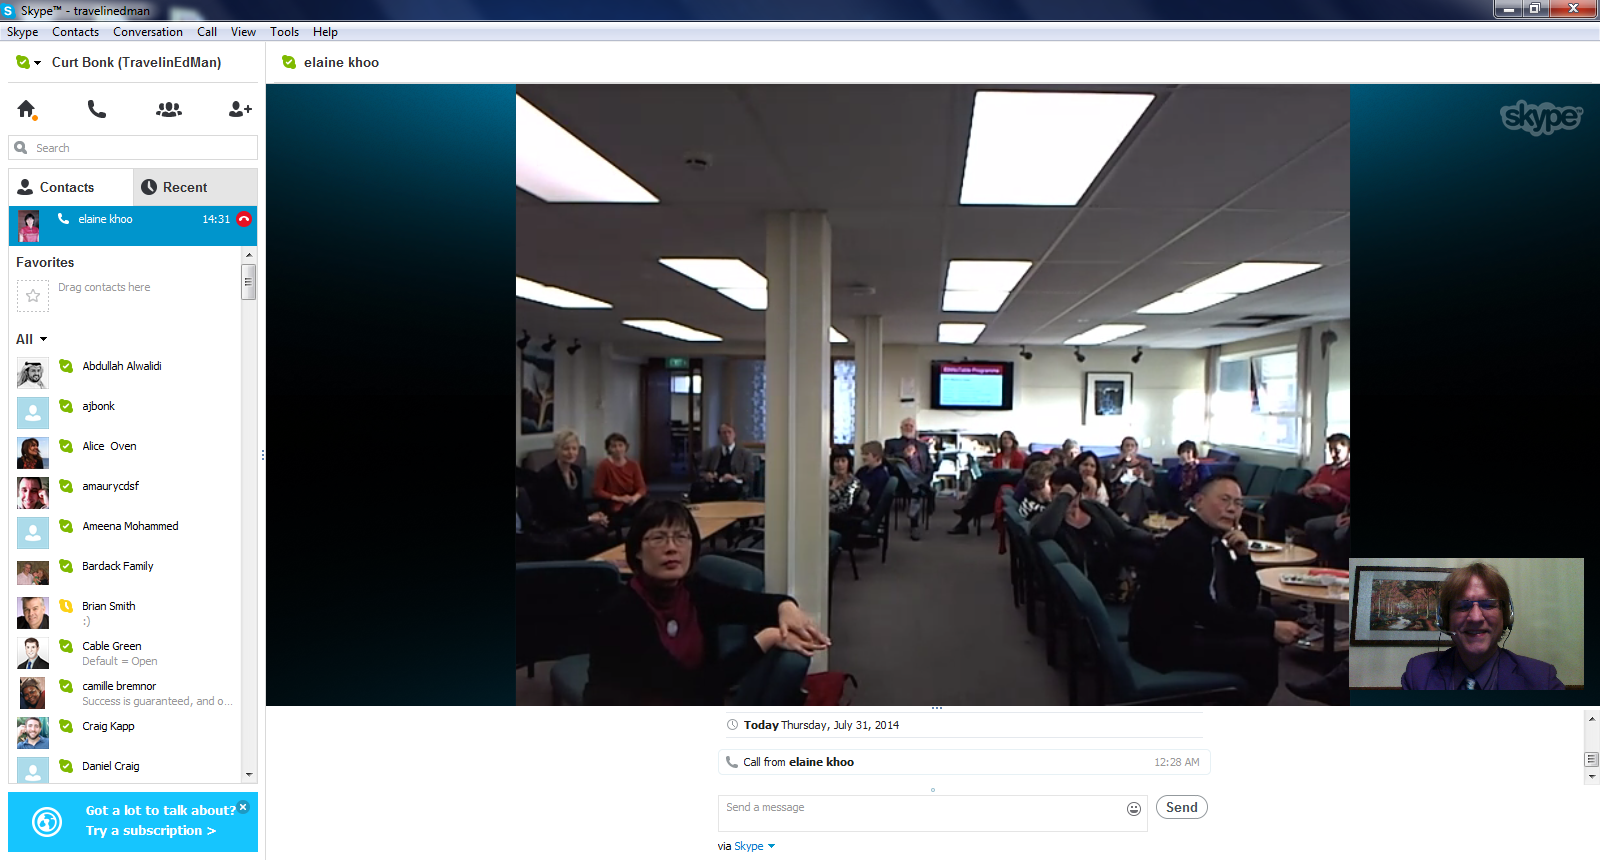 Skype™ - travelinedman
Skype Contacts Conversation Call View Tools Help
Curt Bonk (TravelinEdMan)
elaine khoo
Search
Contacts
Recent
elaine khoo 14:31
Favorites
Drag contacts here
All
Abdullah Alwalidi
ajbonk
Alice Oven
amaurycdsf
Ameena Mohammed
Bardack Family
Brian Smith
:)
Cable Green
Default = Open
camille bremnor
Success is guaranteed, and o...
Craig Kapp
Daniel Craig
Got a lot to talk about?
Try a subscription >
skype
Programme
Today Thursday, July 31, 2014
Call from elaine khoo 12:28 AM
Send a message
Send
via Skype